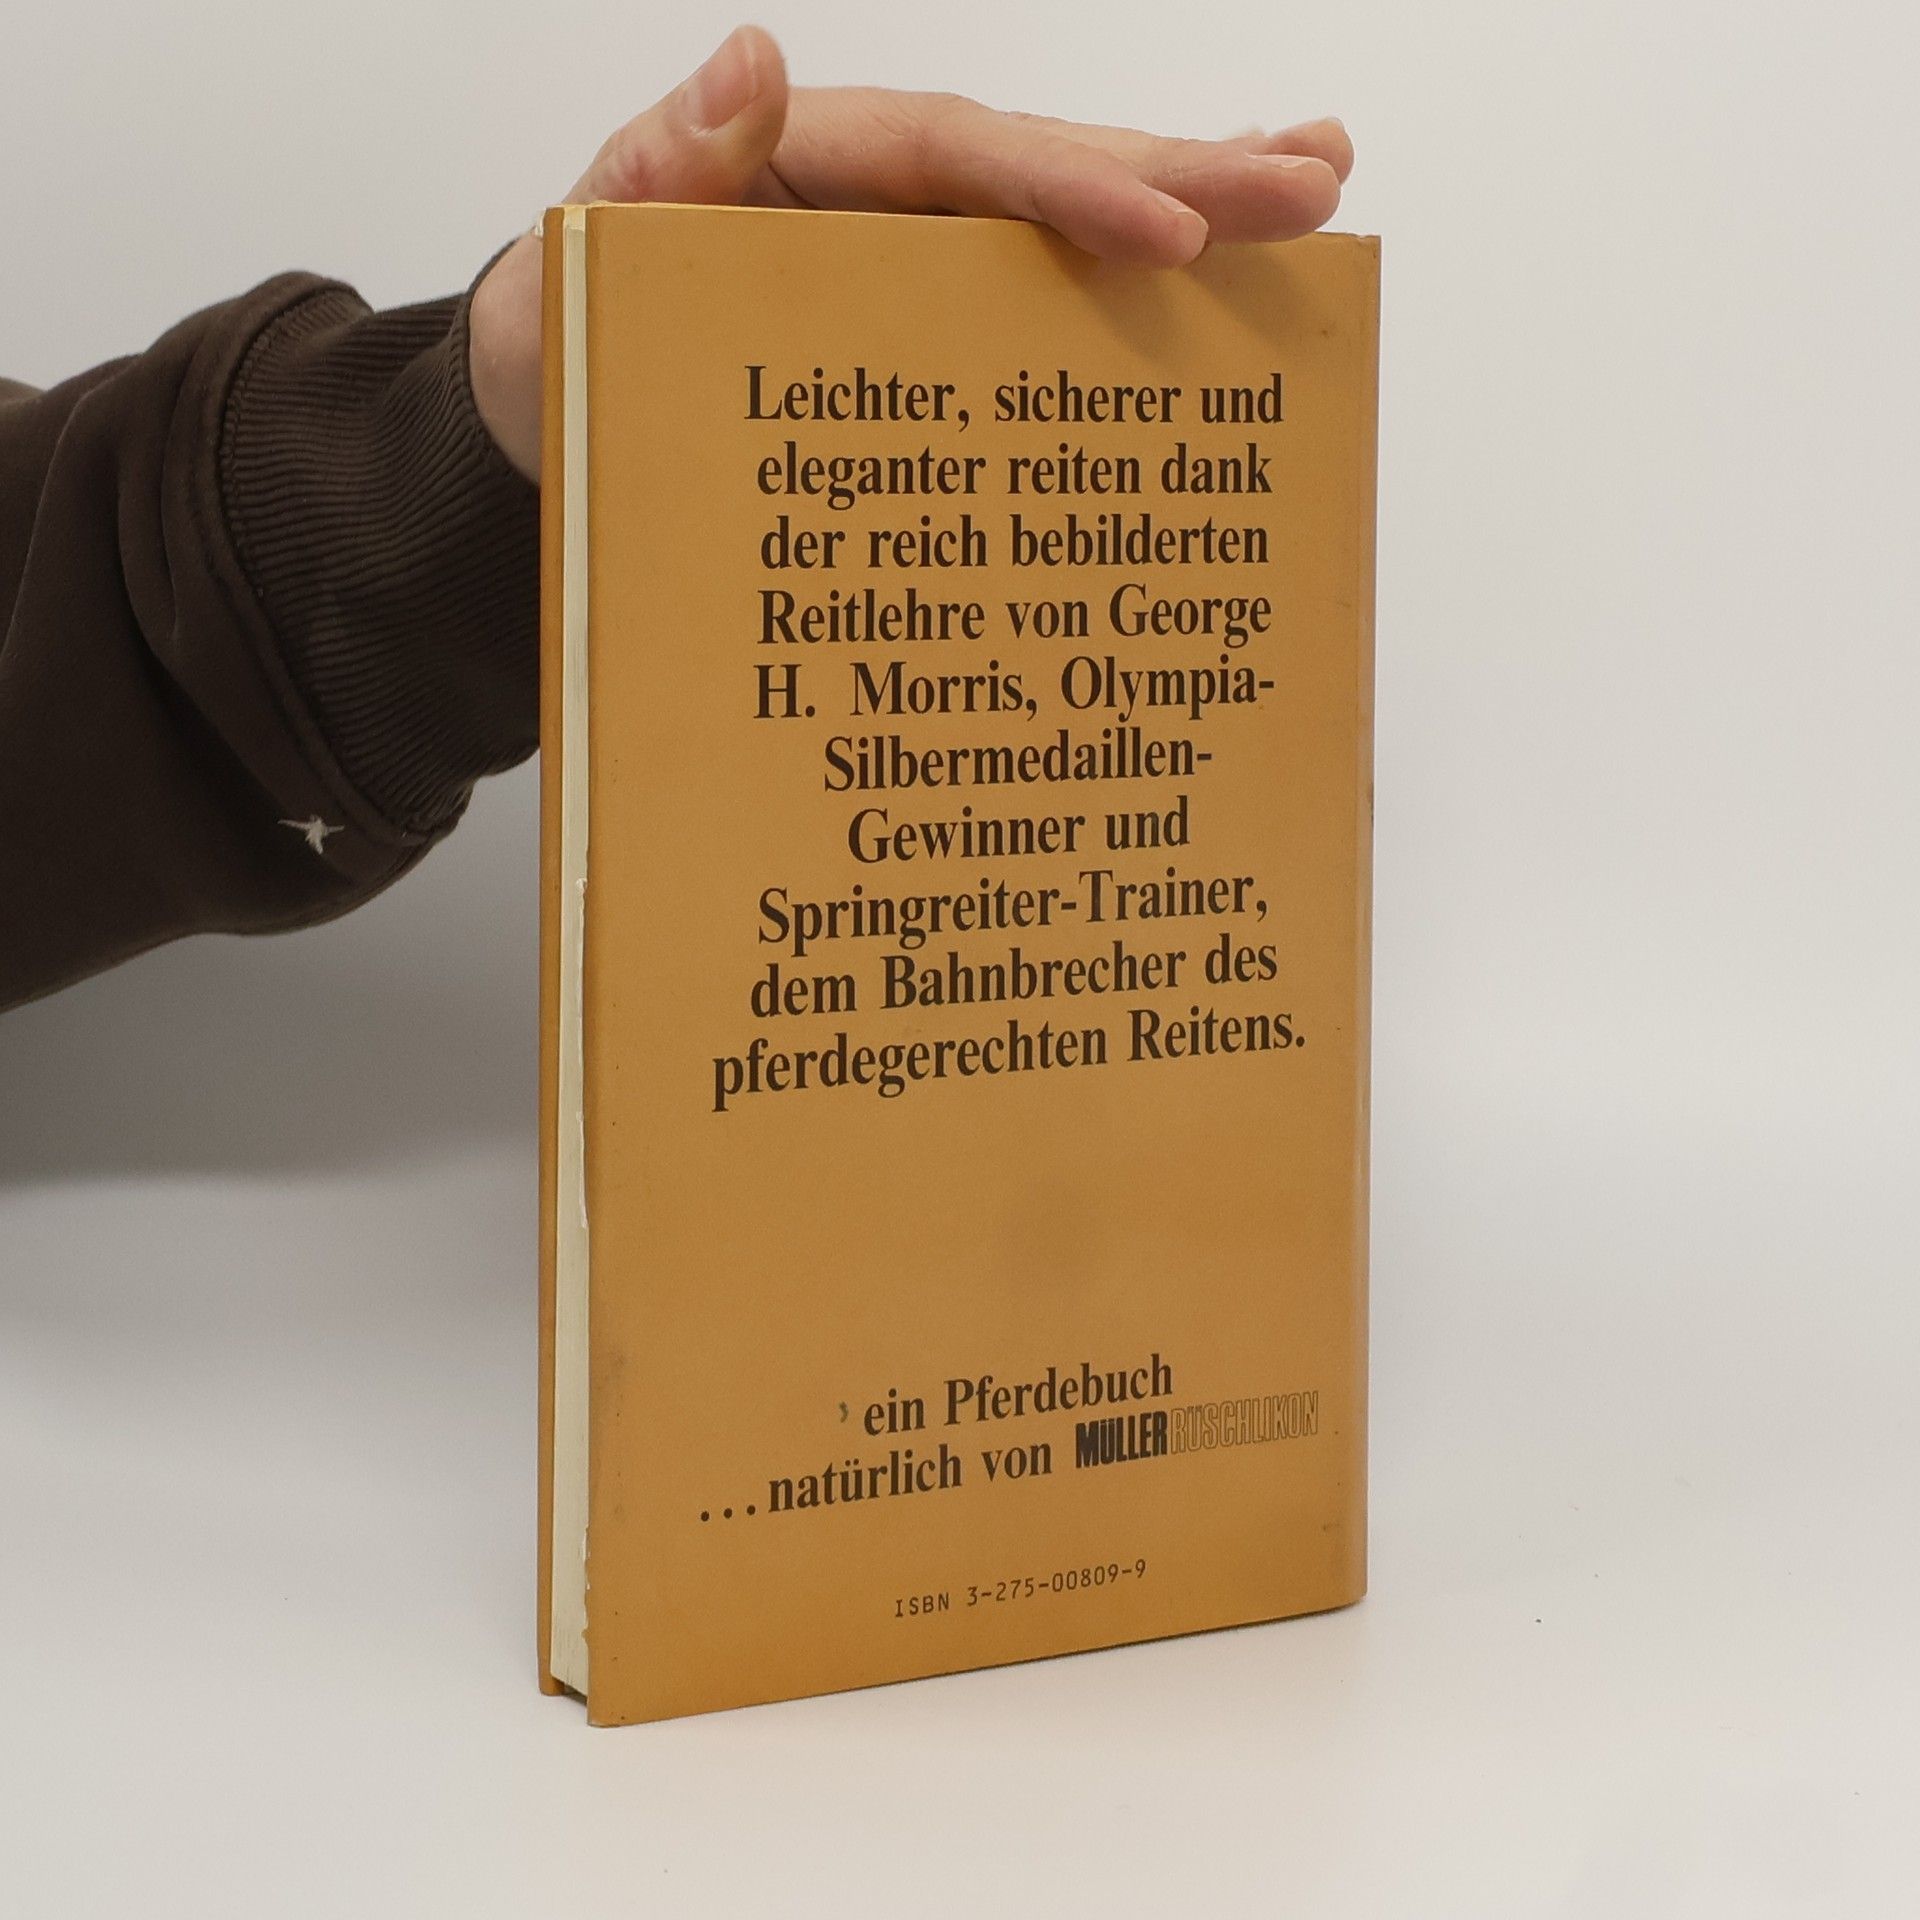 Leichter, sicherer und
eleganter reiten dank
der reich bebilderten
Reitlehre von George
H. Morris, Olympia-
Silbermedaillen-
Gewinner und
Springreiter-Trainer,
dem Bahnbrecher des
pferdegerechten Reitens.
ein Pferdebuch
...natürlich von MÜLLER RÜSCHLIKON
ISBN 3-275-00809-9